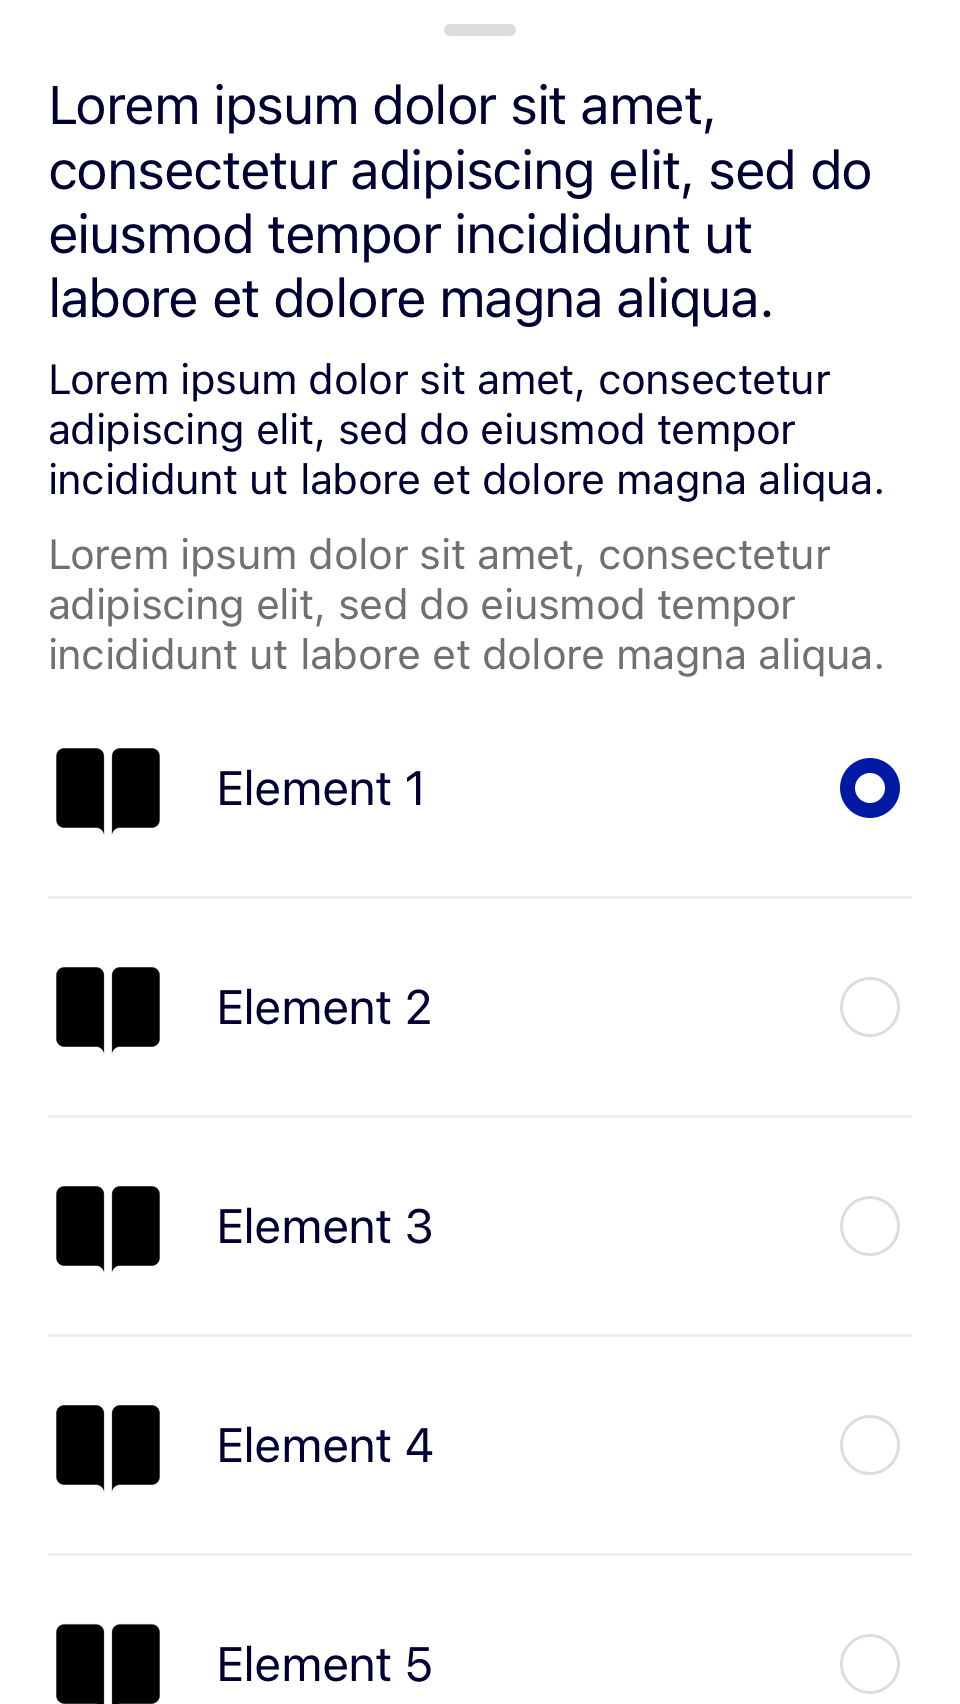 Lorem ipsum dolor sit amet,
consectetur adipiscing elit, sed do
eiusmod tempor incididunt ut
labore et dolore magna aliqua.
Lorem ipsum dolor sit amet, consectetur
adipiscing elit, sed do eiusmod tempor
incididunt ut labore et dolore magna aliqua.
Lorem ipsum dolor sit amet, consectetur
adipiscing elit, sed do eiusmod tempor
incididunt ut labore et dolore magna aliqua.
Element 1
Element 2
Element 3
Element 4
Element 5